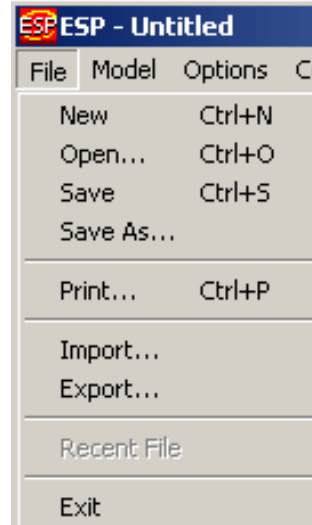 ESP ESP - Untitled
File Model Options C
New Ctrl+N
Open... Ctrl+O
Save Ctrl+S
Save As...
Print... Ctrl+P
Import...
Export...
Recent File
Exit